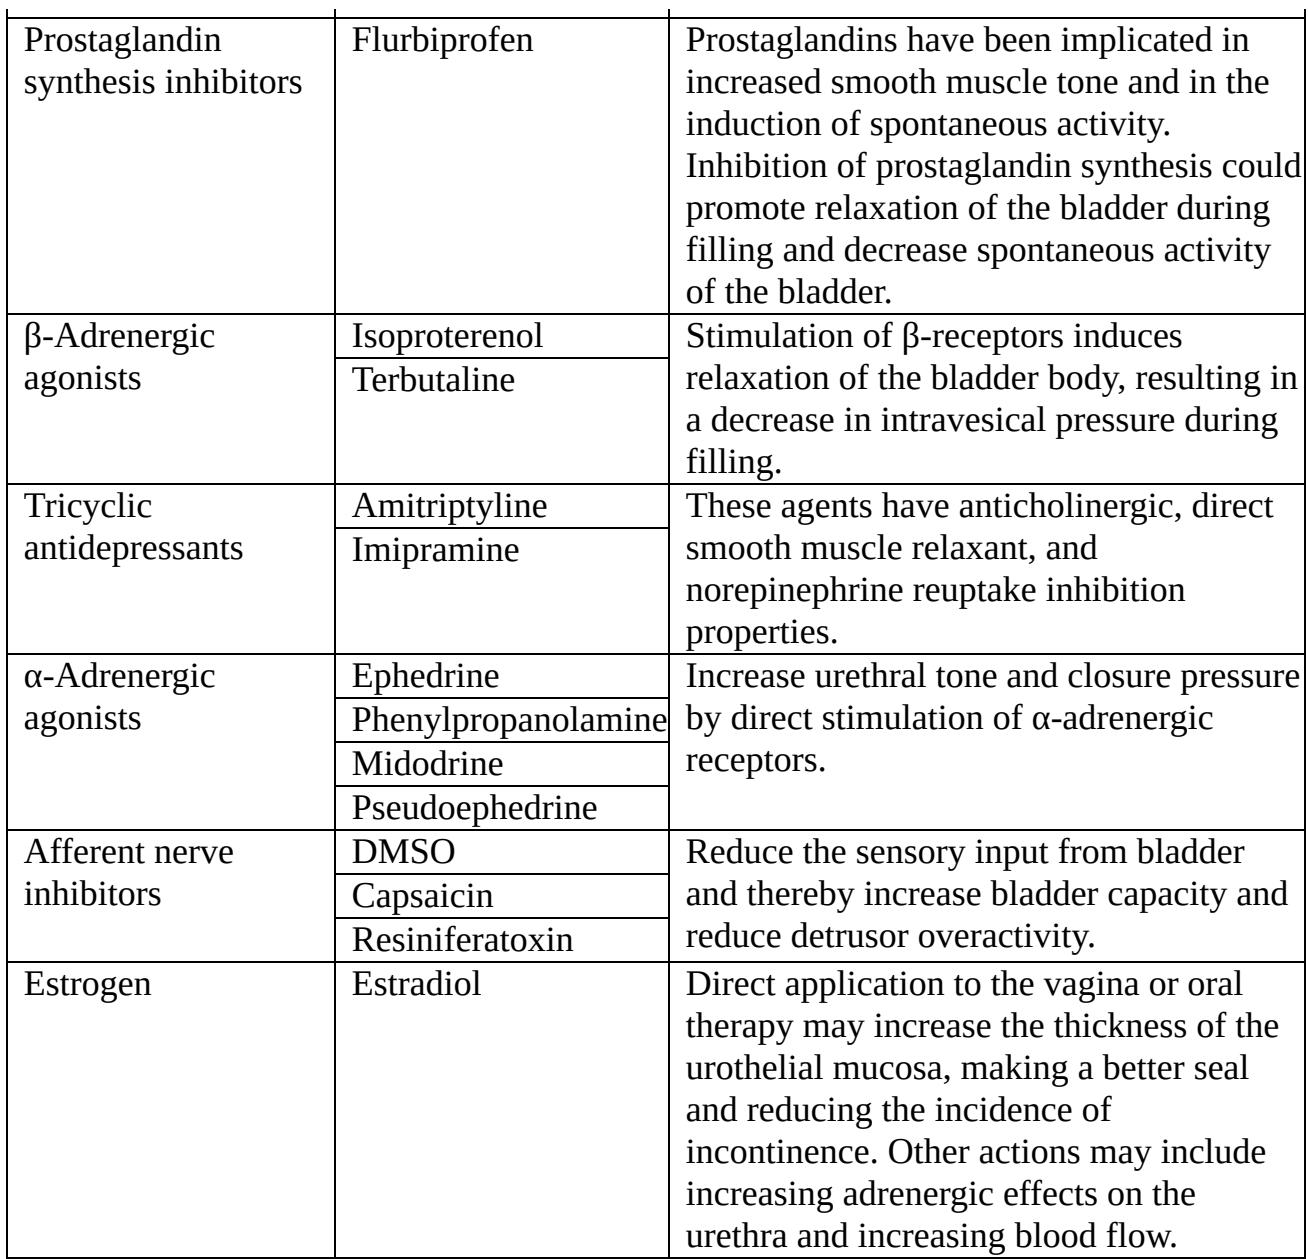 Prostaglandin
synthesis inhibitors
Flurbiprofen
Prostaglandins have been implicated in
increased smooth muscle tone and in the
induction of spontaneous activity.
Inhibition of prostaglandin synthesis could
promote relaxation of the bladder during
filling and decrease spontaneous activity
of the bladder.
β-Adrenergic
agonists
Isoproterenol
Terbutaline
Stimulation of β-receptors induces
relaxation of the bladder body, resulting in
a decrease in intravesical pressure during
filling.
Tricyclic
antidepressants
Amitriptyline
Imipramine
These agents have anticholinergic, direct
smooth muscle relaxant, and
norepinephrine reuptake inhibition
properties.
α-Adrenergic
agonists
Ephedrine
Phenylpropanolamine
Midodrine
Pseudoephedrine
Increase urethral tone and closure pressure
by direct stimulation of α-adrenergic
receptors.
Afferent nerve
inhibitors
DMSO
Capsaicin
Resiniferatoxin
Reduce the sensory input from bladder
and thereby increase bladder capacity and
reduce detrusor overactivity.
Estrogen
Estradiol
Direct application to the vagina or oral
therapy may increase the thickness of the
urothelial mucosa, making a better seal
and reducing the incidence of
incontinence. Other actions may include
increasing adrenergic effects on the
urethra and increasing blood flow.